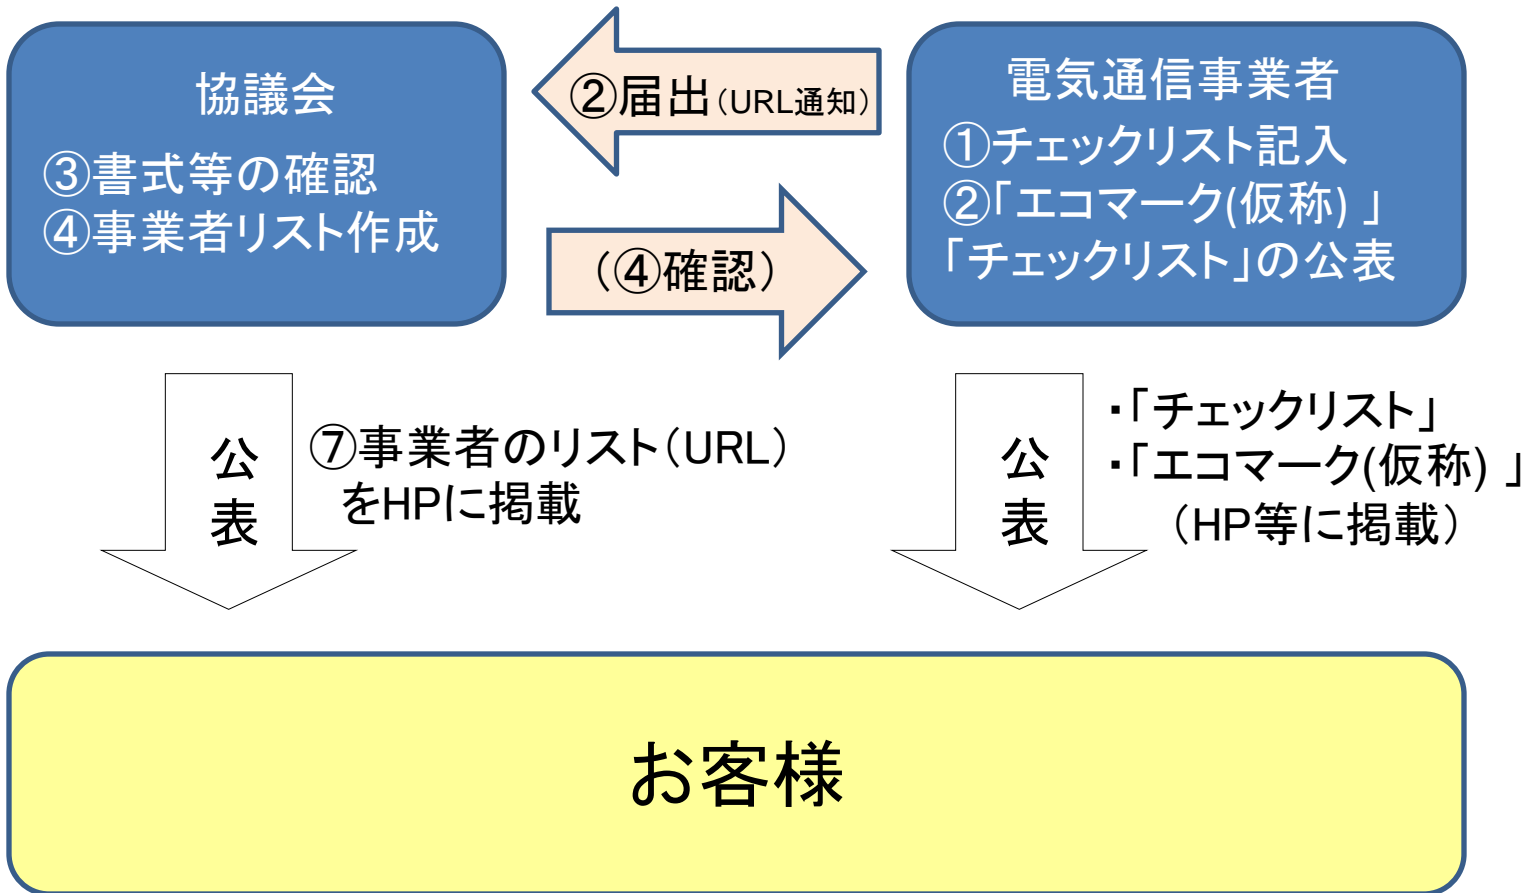 協議会
③書式等の確認
④事業者リスト作成
②届出(URL通知)
(④確認)
電気通信事業者
①チェックリスト記入
②「エコマーク(仮称) 」
「チェックリスト」の公表
公
表
⑦事業者のリスト(URL)
をHPに掲載
公
表
・「チェックリスト」
・「エコマーク(仮称) 」
(HP等に掲載)
お客様